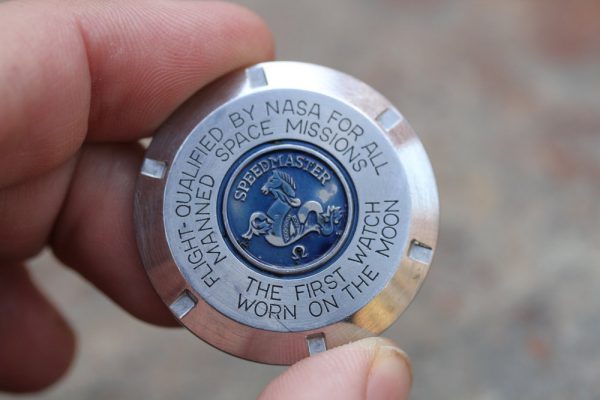 FLIGHT-QUALIFIED BY NASA FOR ALL
MANNED SPACE MISSIONS
THE FIRST WATCH
WORN ON THE MOON
SPEEDMASTER
Ω